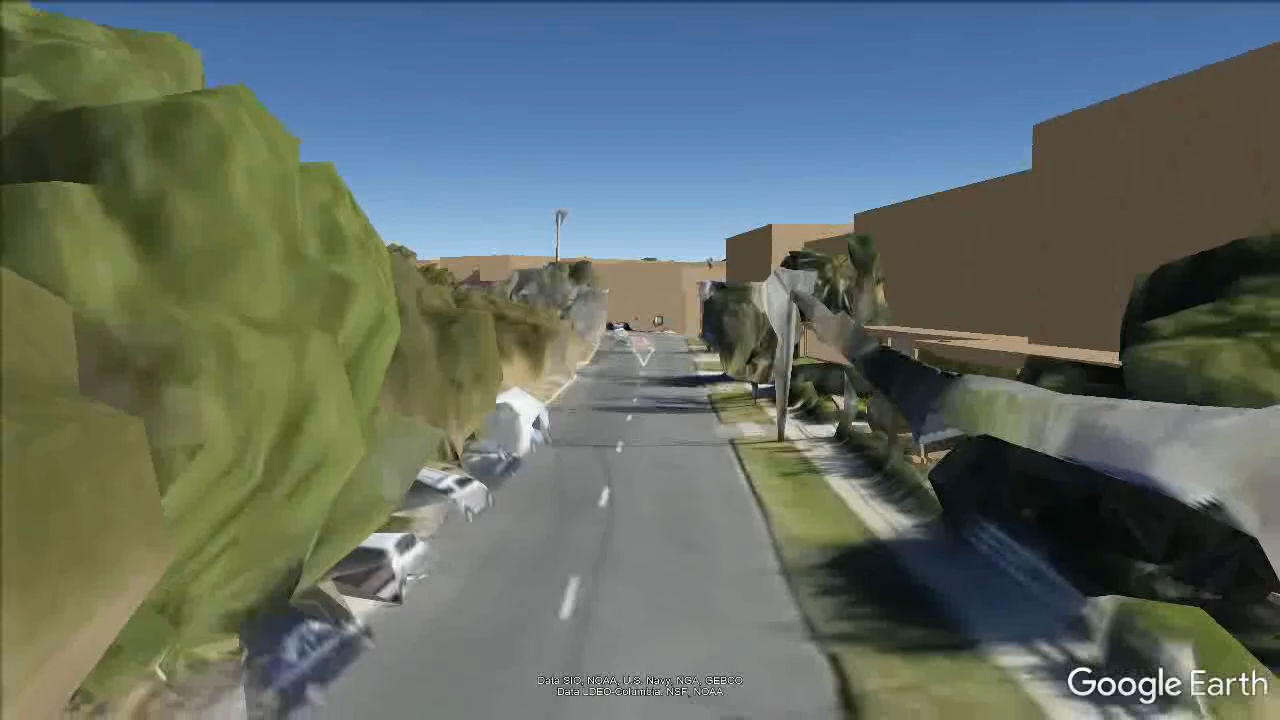 Data SIO, NOAA, U.S. Navy, NGA, GEBCO
Data LDEO-Columbia, NSF, NOAA
Google Earth